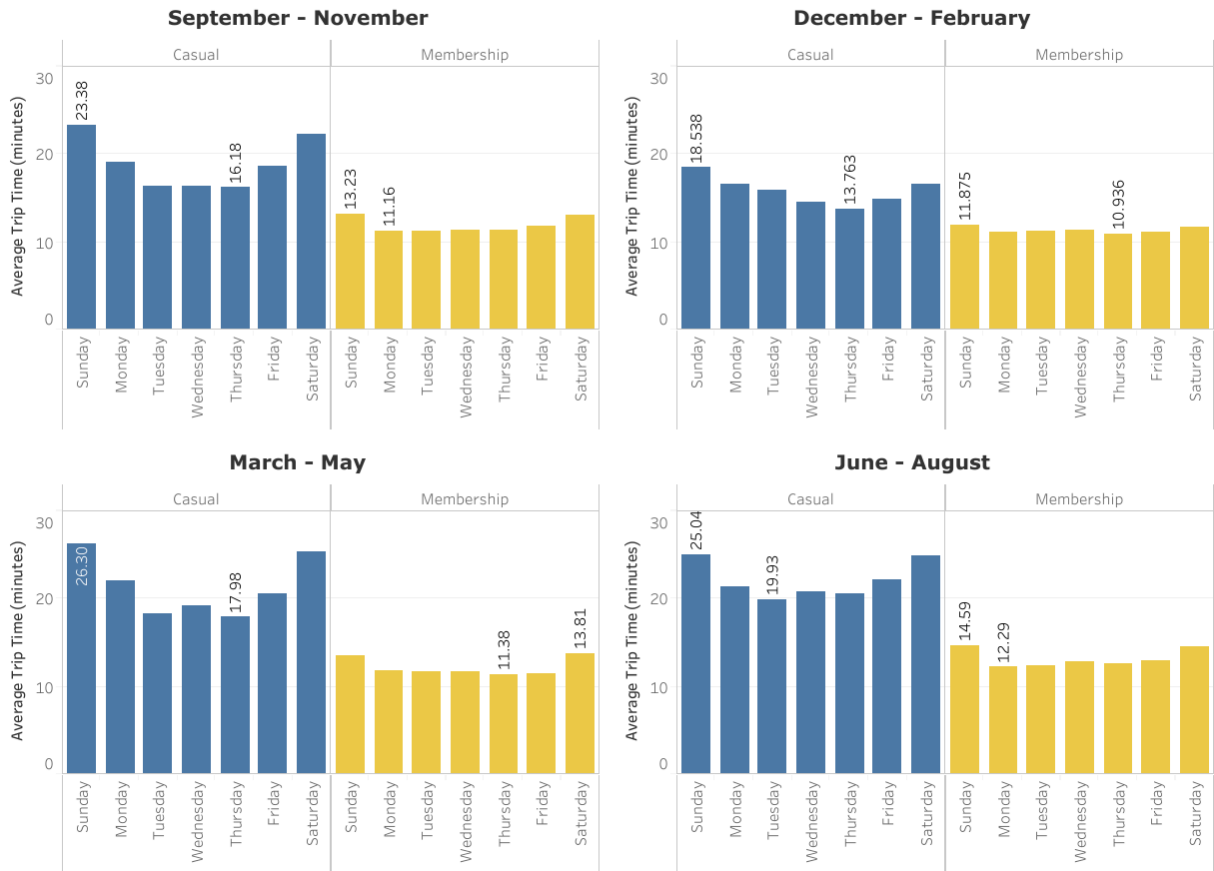 September - November
Casual
Membership
Average Trip Time (minutes)
30
20
10
0
23.38
16.18
13.23
11.16
Sunday
Monday
Tuesday
Wednesday
Thursday
Friday
Saturday
Sunday
Monday
Tuesday
Wednesday
Thursday
Friday
Saturday
December - February
Casual
Membership
Average Trip Time (minutes)
30
20
10
0
18.538
13.763
11.875
10.936
Sunday
Monday
Tuesday
Wednesday
Thursday
Friday
Saturday
Sunday
Monday
Tuesday
Wednesday
Thursday
Friday
Saturday
March - May
Casual
Membership
Average Trip Time (minutes)
30
20
10
0
26.30
17.98
11.38
13.81
Sunday
Monday
Tuesday
Wednesday
Thursday
Friday
Saturday
Sunday
Monday
Tuesday
Wednesday
Thursday
Friday
Saturday
June - August
Casual
Membership
Average Trip Time (minutes)
30
20
10
0
25.04
19.93
14.59
12.29
Sunday
Monday
Tuesday
Wednesday
Thursday
Friday
Saturday
Sunday
Monday
Tuesday
Wednesday
Thursday
Friday
Saturday